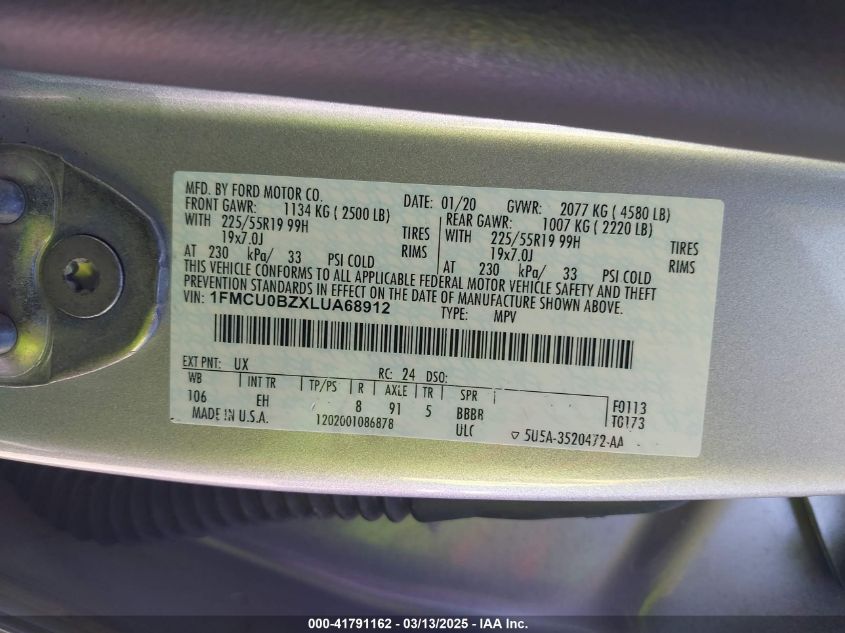 MFD. BY FORD MOTOR CO.
DATE: 01/20 GVWR: 2077 KG ( 4580 LB)
FRONT GAWR: 1134 KG ( 2500 LB) REAR GAWR: 1007 KG ( 2220 LB)
WITH 225/55R19 99H TIRES WITH 225/55R19 99H TIRES
19x7.0J RIMS 19x7.0J RIMS
AT 230 kPa/ 33 PSI COLD AT 230 kPa/ 33 PSI COLD
THIS VEHICLE CONFORMS TO ALL APPLICABLE FEDERAL MOTOR VEHICLE SAFETY AND THEFT
PREVENTION STANDARDS IN EFFECT ON THE DATE OF MANUFACTURE SHOWN ABOVE.
VIN: 1FMCU0BZXLUA68912 TYPE: MPV
EXT PNT: UX RC: 24 DSO:
WB INT TR TP/PS R AXLE TR SPR
106 EH 8 91 5 BBBR F0113
MADE IN U.S.A. 1202001086878 ULC TG173
5U5A-3520472-AA
000-41791162 - 03/13/2025 - IAA Inc.